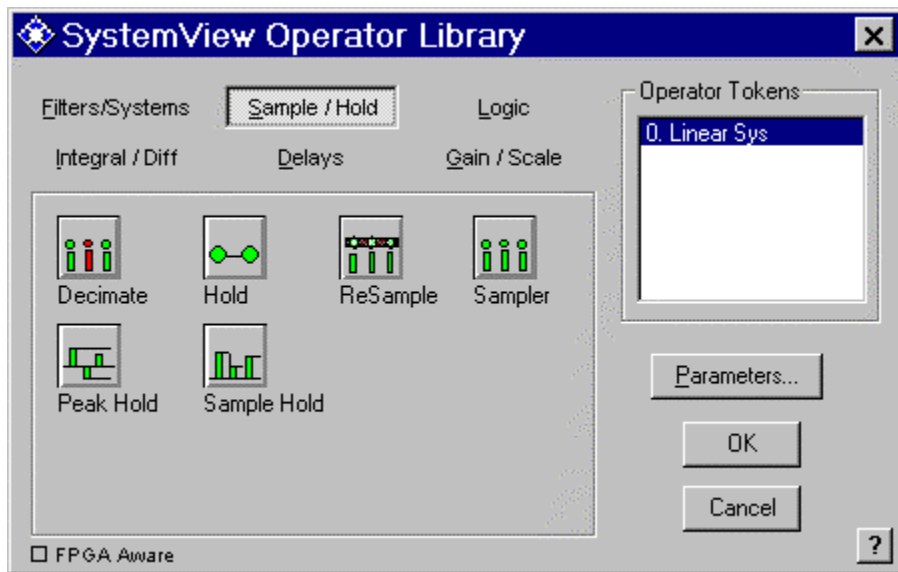 SystemView Operator Library
Filters/Systems Sample / Hold Logic
Integral / Diff Delays Gain / Scale
Operator Tokens
0. Linear Sys
Decimate Hold ReSample Sampler
Peak Hold Sample Hold
Parameters...
OK
Cancel
FPGA Aware
?